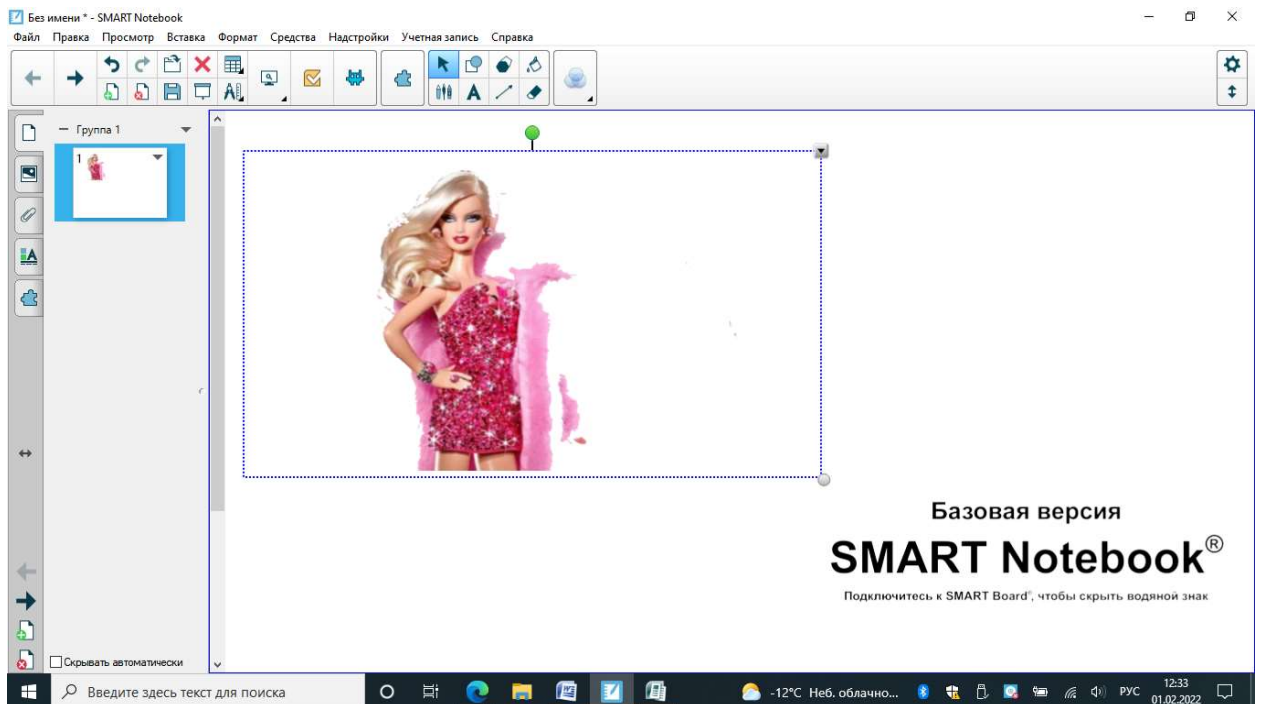 Без имени * - SMART Notebook
Файл Правка Просмотр Вставка Формат Средства Надстройки Учетная запись Справка
Группа 1
1
Базовая версия
SMART Notebook®
Подключитесь к SMART Board®, чтобы скрыть водяной знак
Скрывать автоматически
Введите здесь текст для поиска
-12°C Неб. облачно...
РУС
12:33
01.02.2022